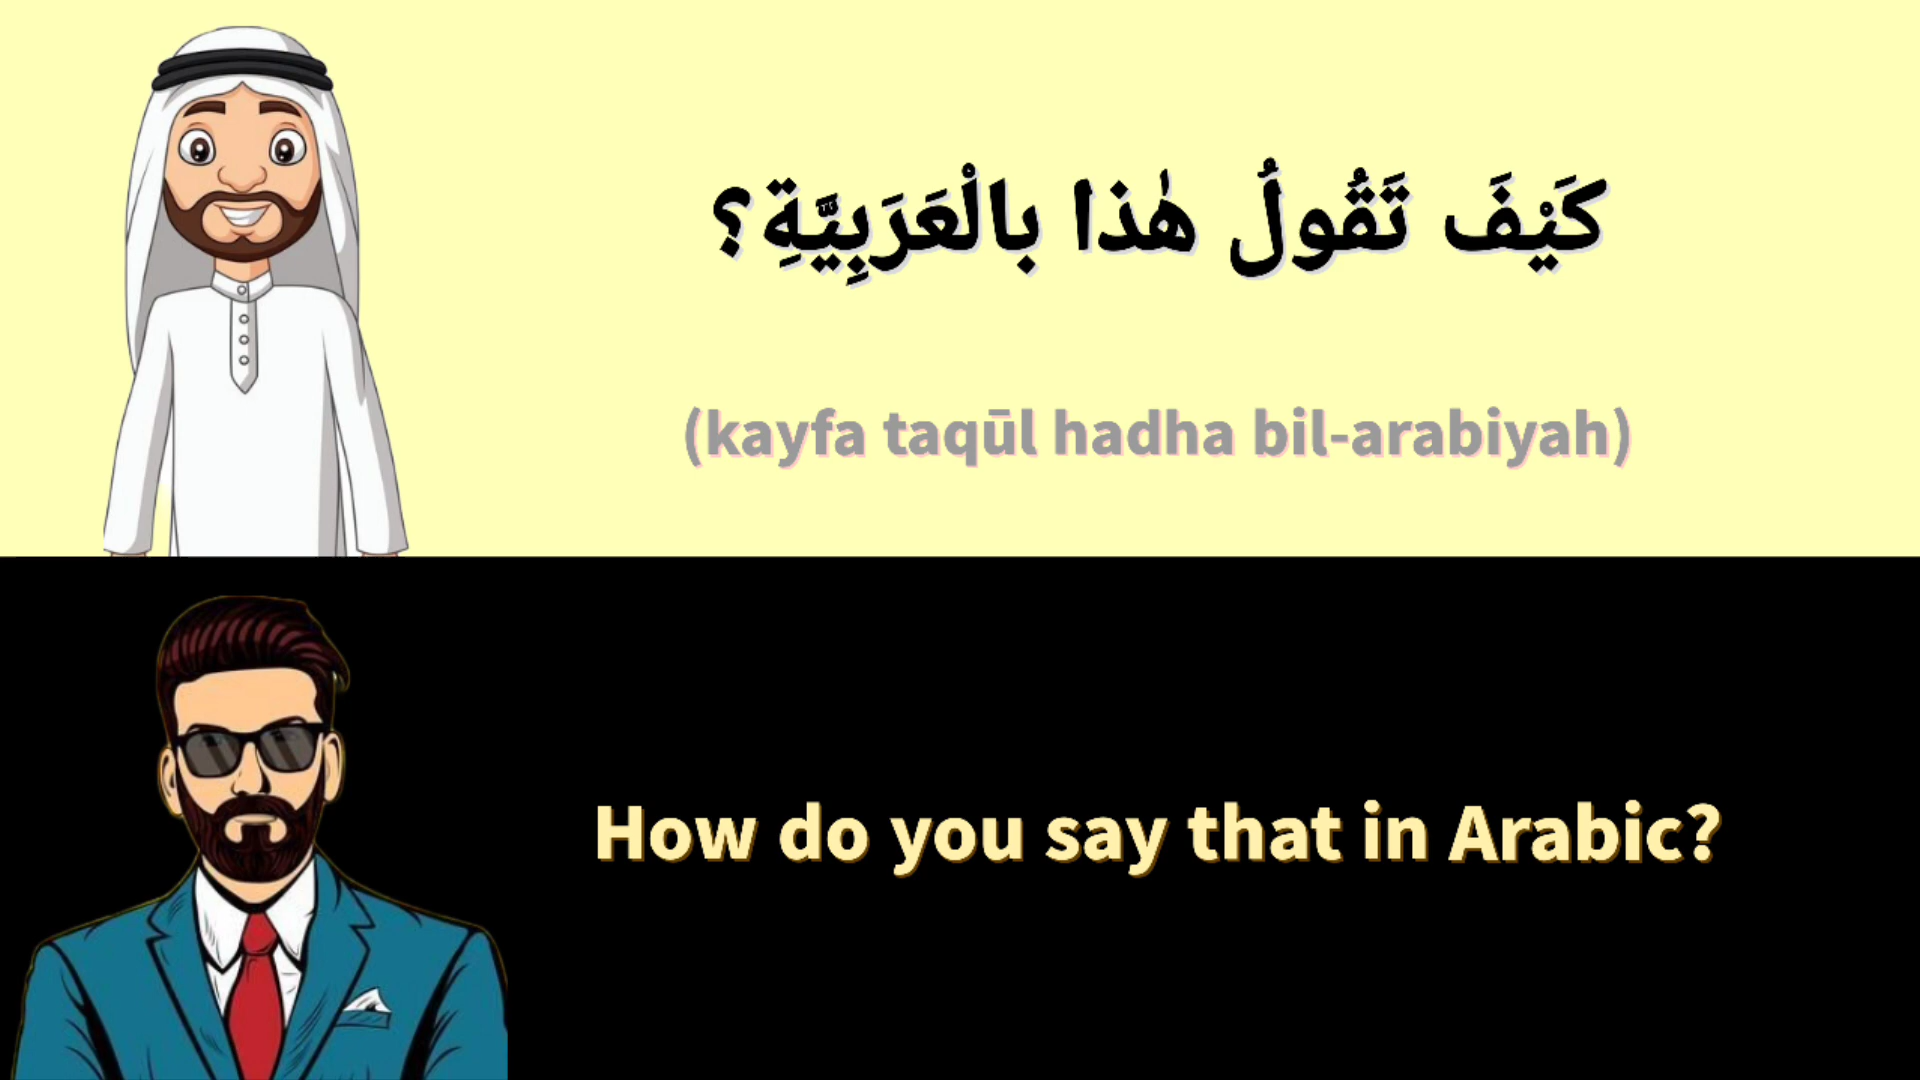 كَيْفَ تَقُولُ هٰذا بالْعَرَبِيَّةِ؟
(kayfa taqūl hadha bil-arabiyah)
How do you say that in Arabic?